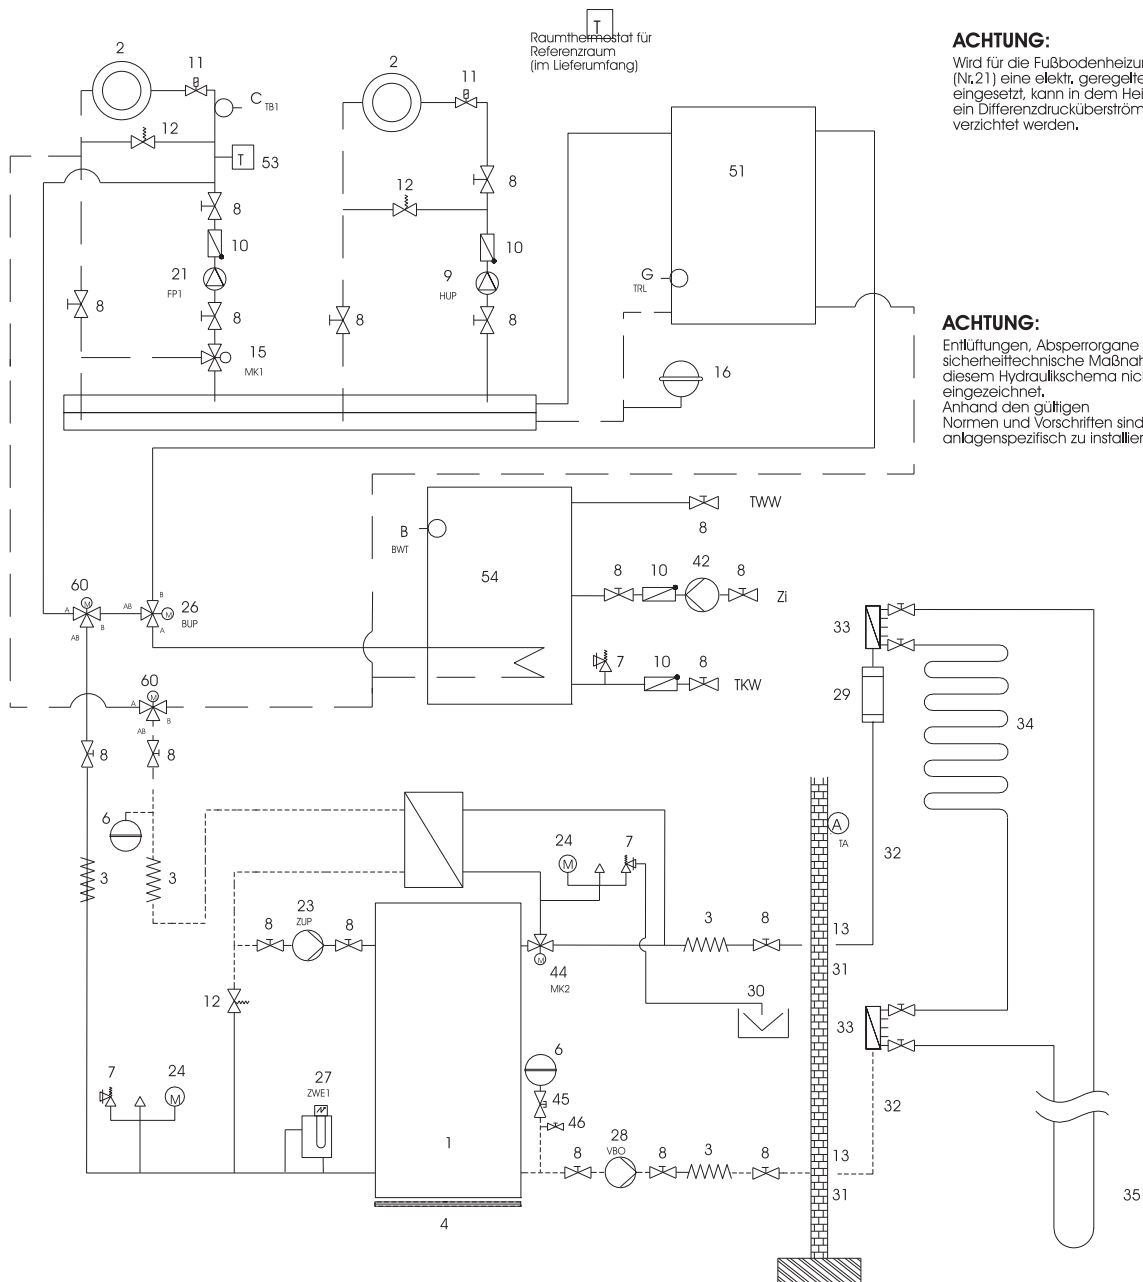 T
Raumthermostat für
Referenzraum
(im Lieferumfang)
ACHTUNG:
Wird für die Fußbodenheizun
(Nr.21) eine elektr. geregelte
eingesetzt, kann in dem Hei
ein Differenzdrucküberström
verzichtet werden.
2
11
C TB1
12
T 53
8
10
21
FP1
8
8
15
MK1
2
11
8
12
10
9
HUP
8
8
51
G
TRL
16
ACHTUNG:
Entlüftungen, Absperrorgane
sicherheittechnische Maßnah
diesem Hydraulikschema nic
eingezeichnet.
Anhand den gültigen
Normen und Vorschriften sind
anlagenspezifisch zu installier
B
BWT
54
TWW
8
8 10 42 8
Zi
7 10 8
TKW
60
M
A
B
AB
AB
B
A
M
26
BUP
60
M
A
B
AB
8
8
6
3
3
33
29
34
32
A
TA
24
M
7
23
ZUP
8
8
12
M
44
MK2
3
8
13
31
30
33
32
7
24
M
27
ZWE1
1
4
6
45
46
28
VBO
8
8
3
8
13
31
35